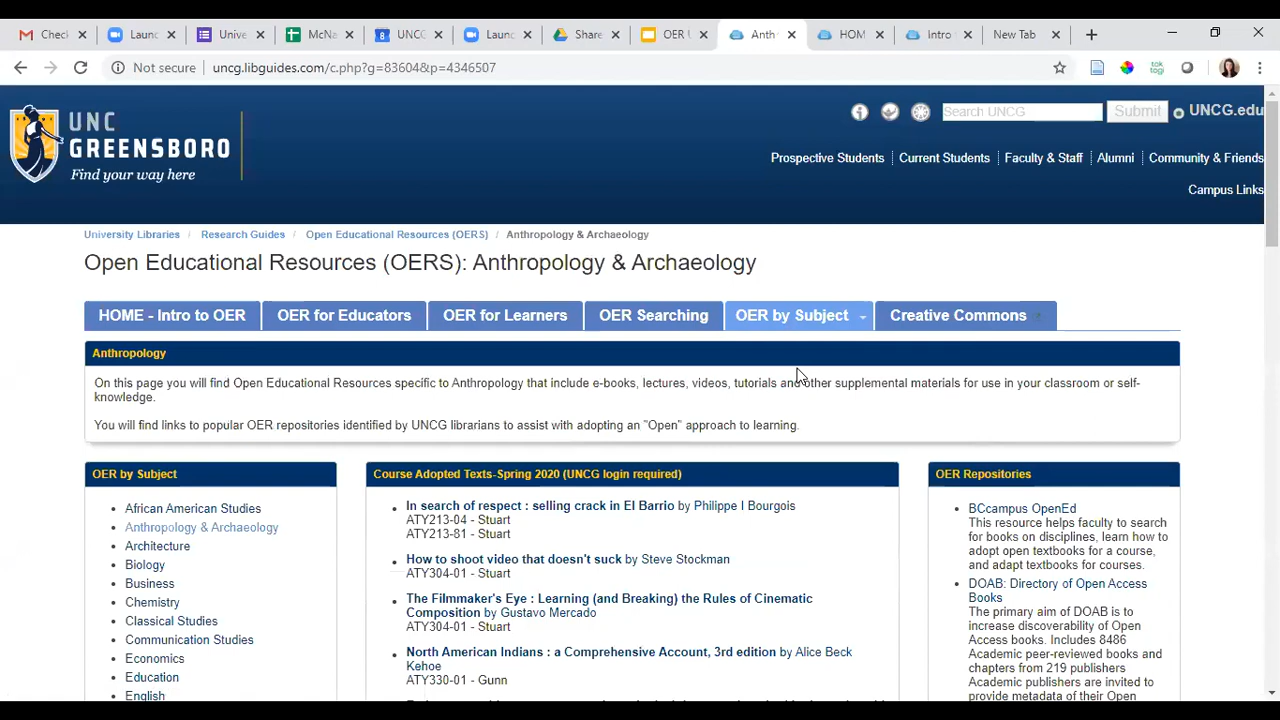 Check
Launc
Unive
McNa
UNCG
Launc
Share
OER U
Anth
HOM
Intro
New Tab
Not secure
uncg.libguides.com/c.php?g=83604&p=4346507
tok
togi
UNC
GREENSBORO
Find your way here
Search UNCG
Submit
UNCG.edu
Prospective Students
Current Students
Faculty & Staff
Alumni
Community & Friends
Campus Links
University Libraries / Research Guides / Open Educational Resources (OERS) / Anthropology & Archaeology
Open Educational Resources (OERS): Anthropology & Archaeology
HOME - Intro to OER
OER for Educators
OER for Learners
OER Searching
OER by Subject
Creative Commons
Anthropology
On this page you will find Open Educational Resources specific to Anthropology that include e-books, lectures, videos, tutorials and other supplemental materials for use in your classroom or self-
knowledge.
You will find links to popular OER repositories identified by UNCG librarians to assist with adopting an "Open" approach to learning.
OER by Subject
African American Studies
Anthropology & Archaeology
Architecture
Biology
Business
Chemistry
Classical Studies
Communication Studies
Economics
Education
English
Course Adopted Texts-Spring 2020 (UNCG login required)
In search of respect : selling crack in El Barrio by Philippe I Bourgois
ATY213-04 - Stuart
ATY213-81 - Stuart
How to shoot video that doesn't suck by Steve Stockman
ATY304-01 - Stuart
The Filmmaker's Eye : Learning (and Breaking) the Rules of Cinematic
Composition by Gustavo Mercado
ATY304-01 - Stuart
North American Indians : a Comprehensive Account, 3rd edition by Alice Beck
Kehoe
ATY330-01 - Gunn
OER Repositories
BCcampus OpenEd
This resource helps faculty to search
for books on disciplines, learn how to
adopt open textbooks for a course,
and adapt textbooks for courses.
DOAB: Directory of Open Access
Books
The primary aim of DOAB is to
increase discoverability of Open
Access books. Includes 8486
Academic peer-reviewed books and
chapters from 219 publishers
Academic publishers are invited to
provide metadata of their Open